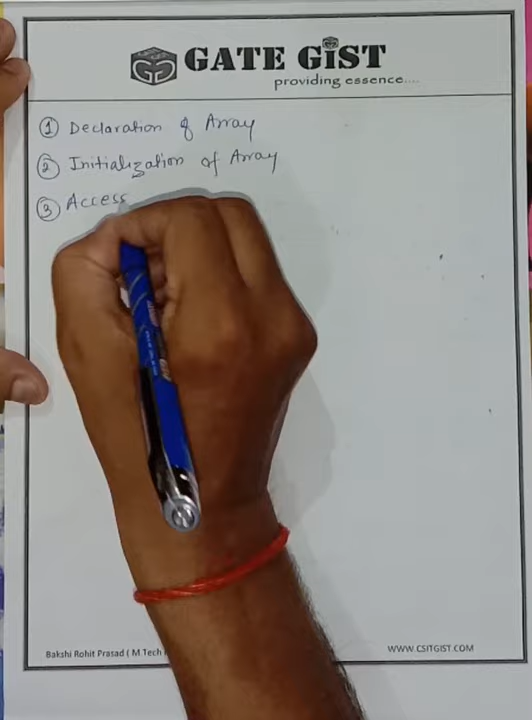 GATE GIST
providing essence....
① Declaration of Array
② Initialization of Array
③ Access
Bakshi Rohit Prasad ( M Tech
WWW.CSITGIST.COM